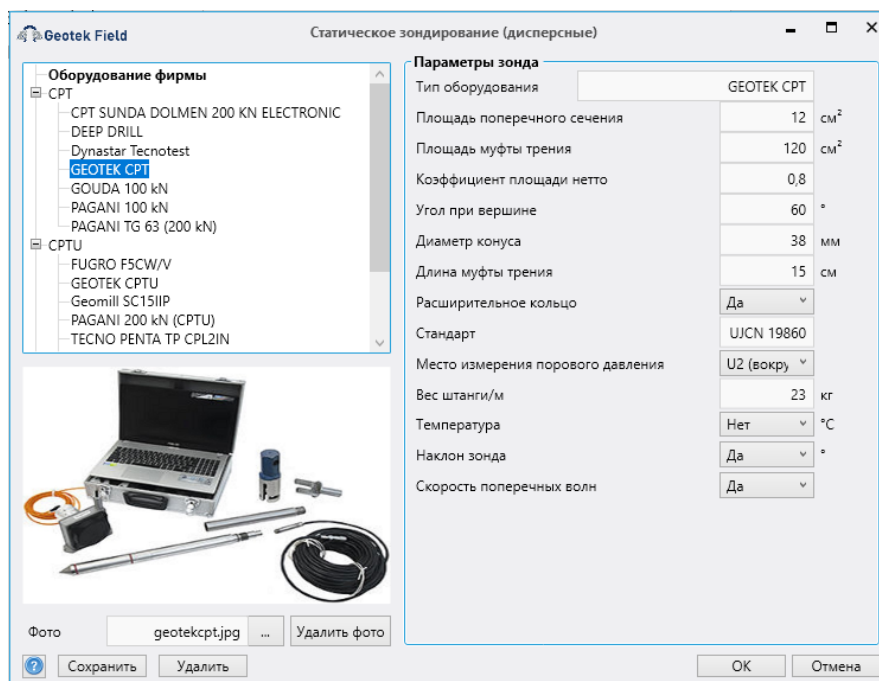 Geotek Field
Статическое зондирование (дисперсные)
Оборудование фирмы
CPT
CPT SUNDA DOLMEN 200 KN ELECTRONIC
DEEP DRILL
Dynastar Tecnotest
GEOTEK CPT
GOUDA 100 kN
PAGANI 100 kN
PAGANI TG 63 (200 kN)
CPTU
FUGRO F5CW/V
GEOTEK CPTU
Geomill SC15IIP
PAGANI 200 kN (CPTU)
TECNO PENTA TP CPL2IN
Фото geotekcpt.jpg ... Удалить фото
? Сохранить Удалить
Параметры зонда
Тип оборудования GEOTEK CPT
Площадь поперечного сечения 12 см²
Площадь муфты трения 120 см²
Коэффициент площади нетто 0,8
Угол при вершине 60 °
Диаметр конуса 38 мм
Длина муфты трения 15 см
Расширительное кольцо Да
Стандарт UJCN 19860
Место измерения порового давления U2 (вокру
Вес штанги/м 23 кг
Температура Нет °C
Наклон зонда Да °
Скорость поперечных волн Да
OK Отмена